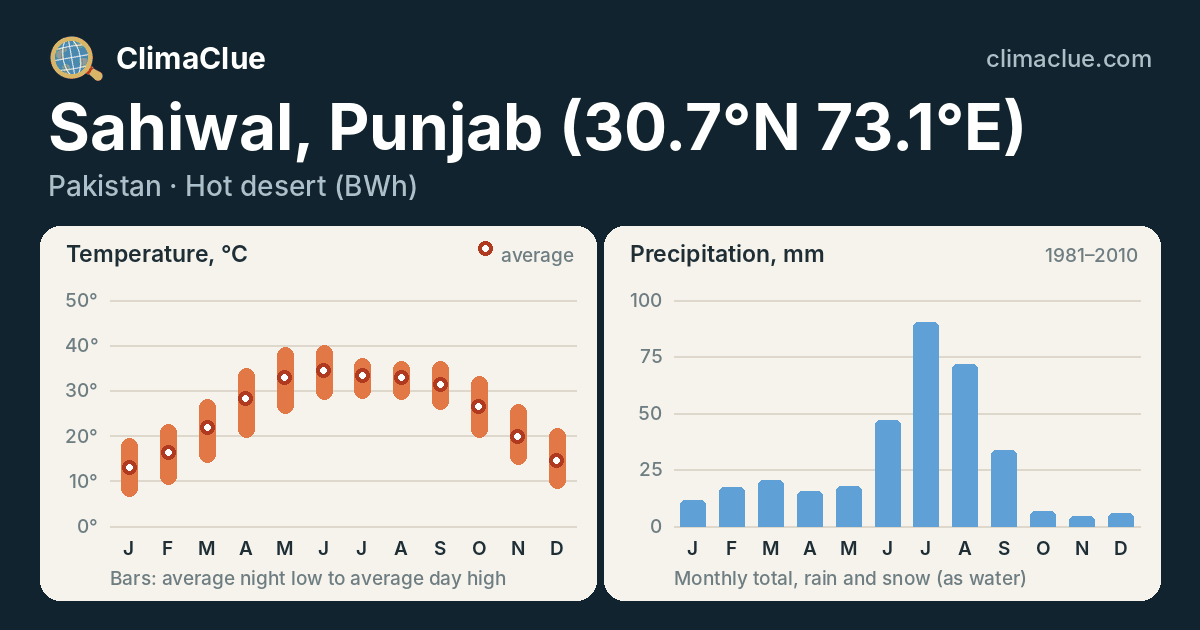 ClimaClue
climaclue.com
Sahiwal, Punjab (30.7°N 73.1°E)
Pakistan · Hot desert (BWh)
Temperature, °C
average
50°
40°
30°
20°
10°
0°
J F M A M J J A S O N D
Bars: average night low to average day high
Precipitation, mm
1981–2010
100
75
50
25
0
J F M A M J J A S O N D
Monthly total, rain and snow (as water)